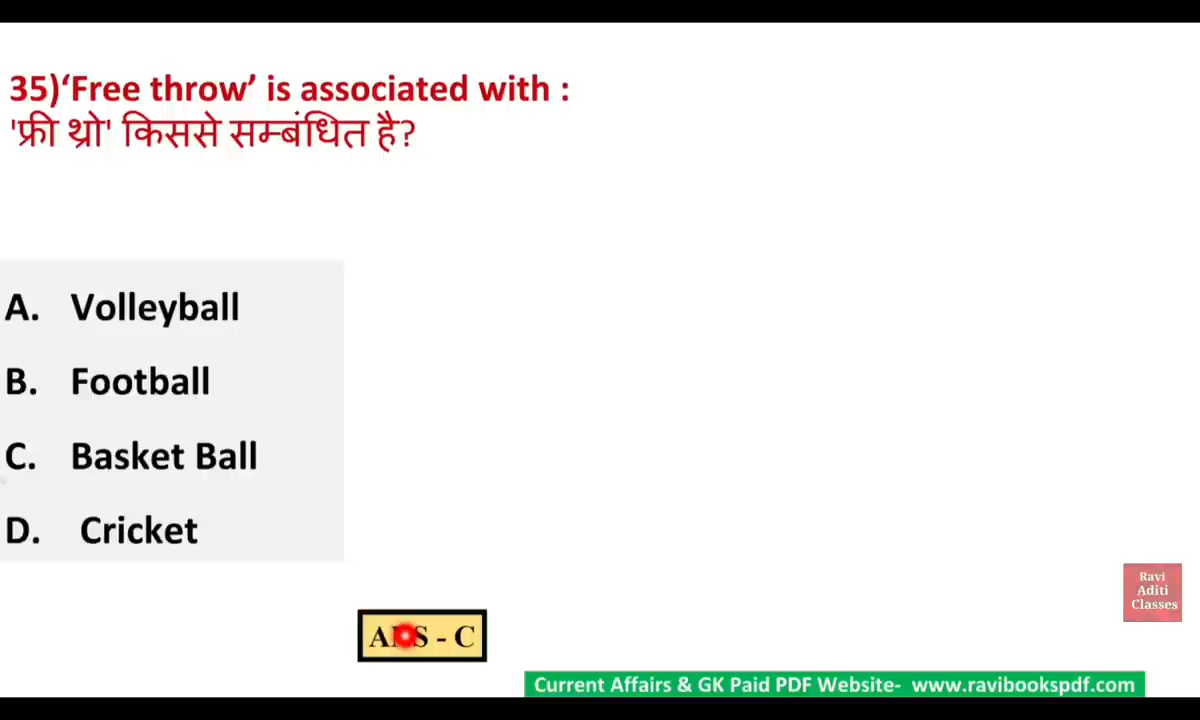 35)‘Free throw’ is associated with :
'फ्री थ्रो' किससे सम्बंधित है?
A. Volleyball
B. Football
C. Basket Ball
D. Cricket
Ravi
Aditi
Classes
ANS - C
Current Affairs & GK Paid PDF Website- www.ravibookspdf.com